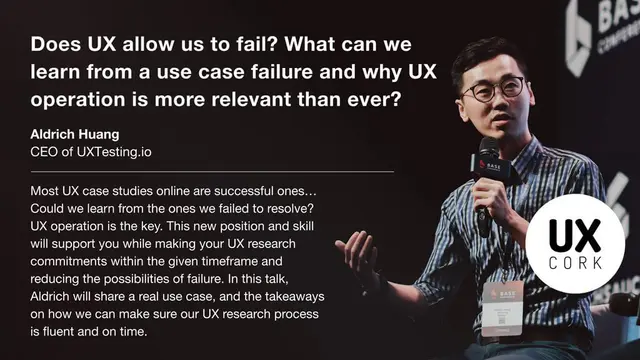 Does UX allow us to fail? What can we
learn from a use case failure and why UX
operation is more relevant than ever?
Aldrich Huang
CEO of UXTesting.io
Most UX case studies online are successful ones…
Could we learn from the ones we failed to resolve?
UX operation is the key. This new position and skill
will support you while making your UX research
commitments within the given timeframe and
reducing the possibilities of failure. In this talk,
Aldrich will share a real use case, and the takeaways
on how we can make sure our UX research process
is fluent and on time.
BASE
BASE
UX
CORK